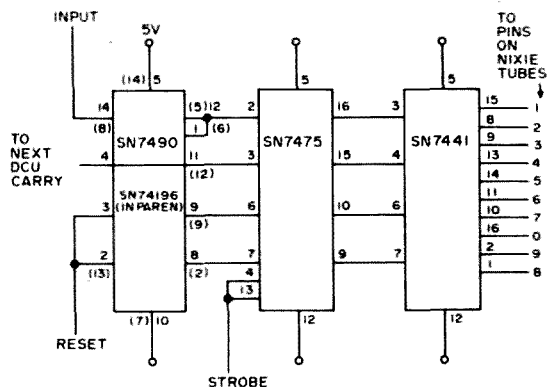 INPUT
5V
(14) 5
14
(8)
(5) 12
1
(6)
SN7490
TO
NEXT
DCU
CARRY
4
11
(12)
SN74196
(IN PAREN)
3
9
(9)
2
(13)
8
(2)
(7) 10
RESET
5
2
16
SN7475
3
15
6
10
7
9
4
13
12
STROBE
5
3
SN7441
4
6
7
12
TO
PINS
ON
NIXIE
TUBES
15 1
8 2
9 3
13 4
14 5
11 6
10 7
16 0
2 9
1 8